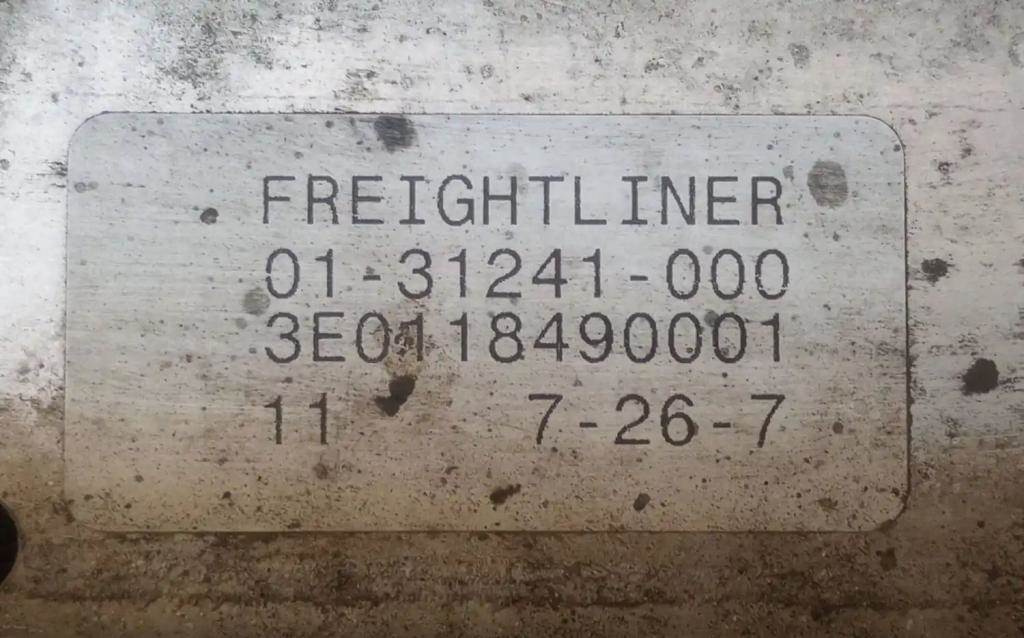 FREIGHTLINER
01-31241-000
3E0118490001
11 7-26-7